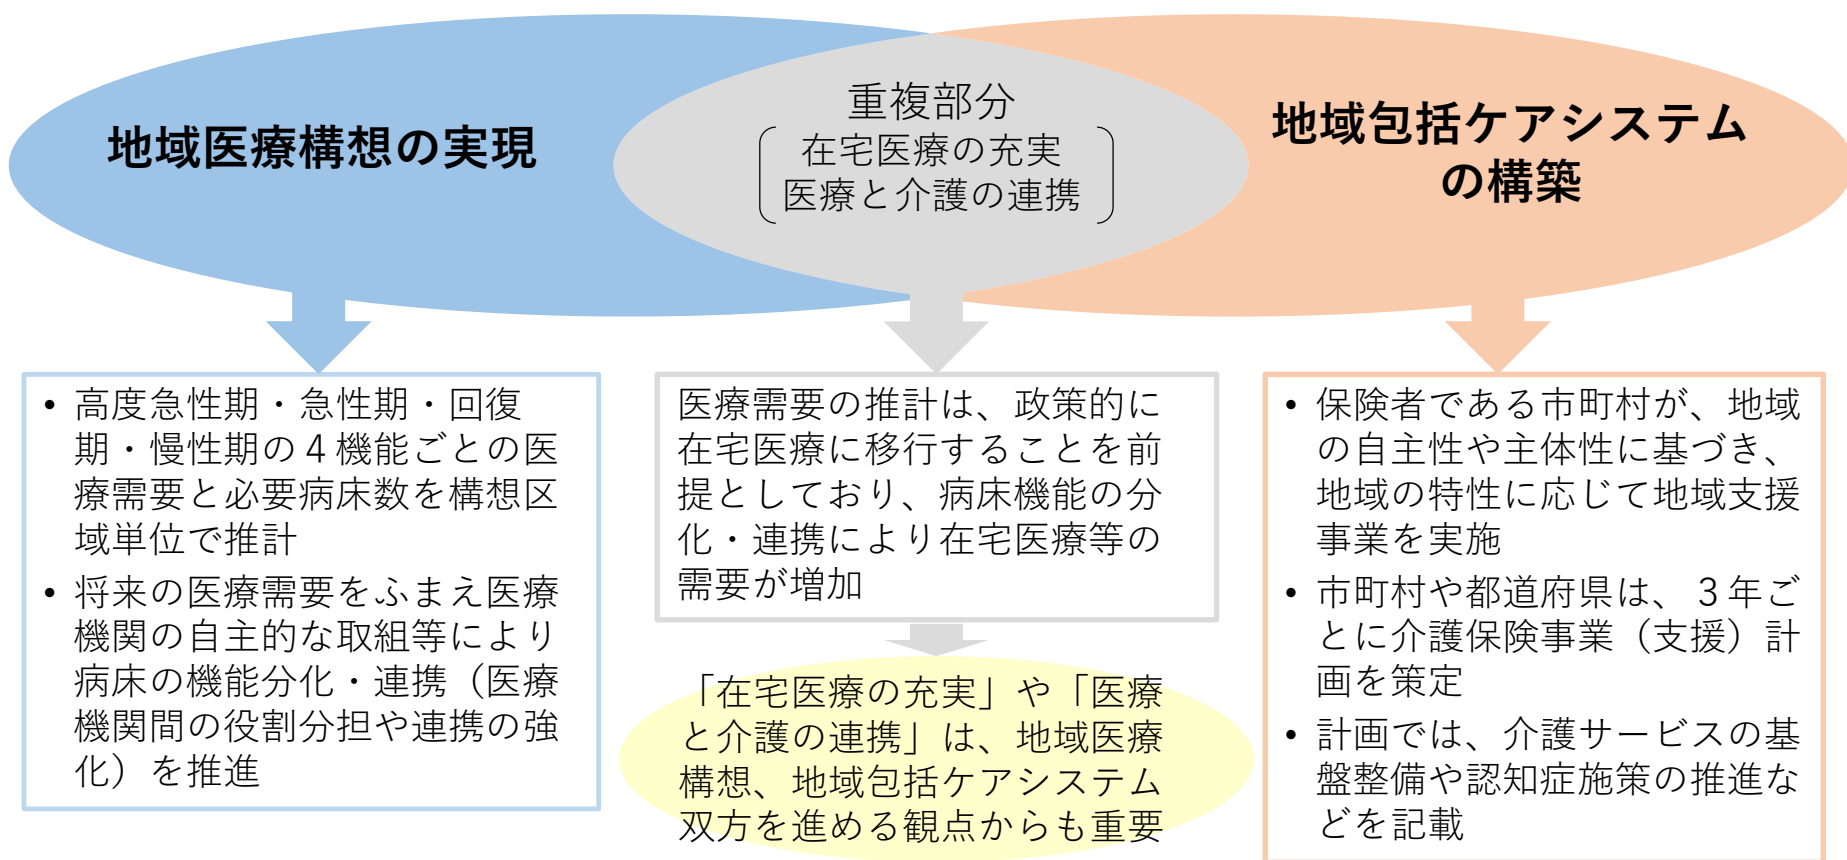 地域医療構想の実現
重複部分
在宅医療の充実
医療と介護の連携
地域包括ケアシステム
の構築
• 高度急性期・急性期・回復
期・慢性期の４機能ごとの医
療需要と必要病床数を構想区
域単位で推計
• 将来の医療需要をふまえ医療
機関の自主的な取組等により
病床の機能分化・連携（医療
機関間の役割分担や連携の強
化）を推進
医療需要の推計は、政策的に
在宅医療に移行することを前
提としており、病床機能の分
化・連携により在宅医療等の
需要が増加
「在宅医療の充実」や「医療
と介護の連携」は、地域医療
構想、地域包括ケアシステム
双方を進める観点からも重要
• 保険者である市町村が、地域
の自主性や主体性に基づき、
地域の特性に応じて地域支援
事業を実施
• 市町村や都道府県は、３年ご
とに介護保険事業（支援）計
画を策定
• 計画では、介護サービスの基
盤整備や認知症施策の推進な
どを記載